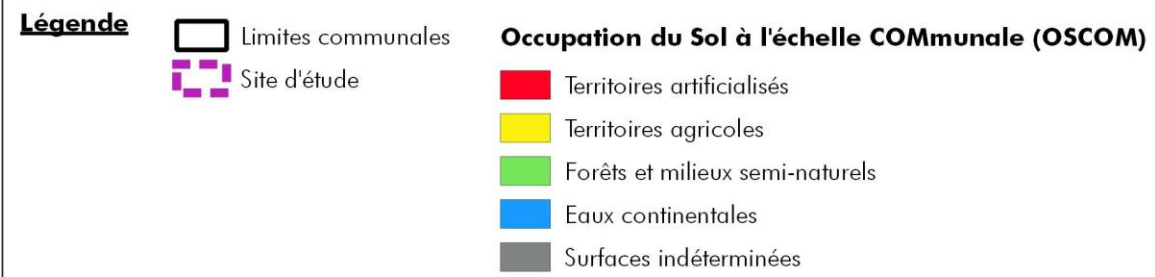 Légende
Limites communales
Site d'étude
Occupation du Sol à l'échelle COMmunale (OSCOM)
Territoires artificialisés
Territoires agricoles
Forêts et milieux semi-naturels
Eaux continentales
Surfaces indéterminées